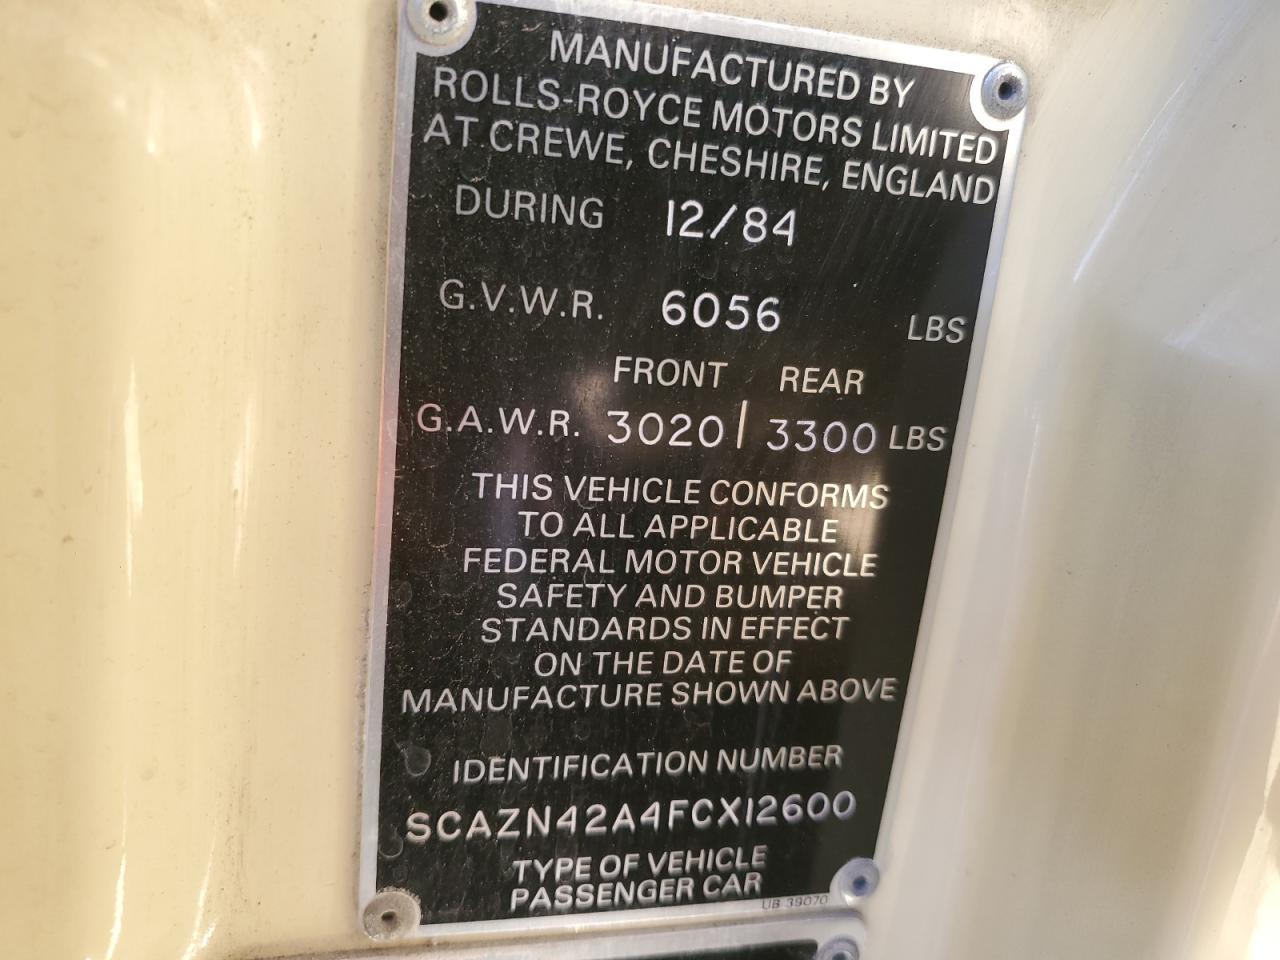 MANUFACTURED BY
ROLLS-ROYCE MOTORS LIMITED
AT CREWE, CHESHIRE, ENGLAND
DURING 12/84
G.V.W.R. 6056 LBS
FRONT REAR
G.A.W.R. 3020 | 3300 LBS
THIS VEHICLE CONFORMS
TO ALL APPLICABLE
FEDERAL MOTOR VEHICLE
SAFETY AND BUMPER
STANDARDS IN EFFECT
ON THE DATE OF
MANUFACTURE SHOWN ABOVE
IDENTIFICATION NUMBER
SCAZN42A4FCX12600
TYPE OF VEHICLE
PASSENGER CAR
UB 39070